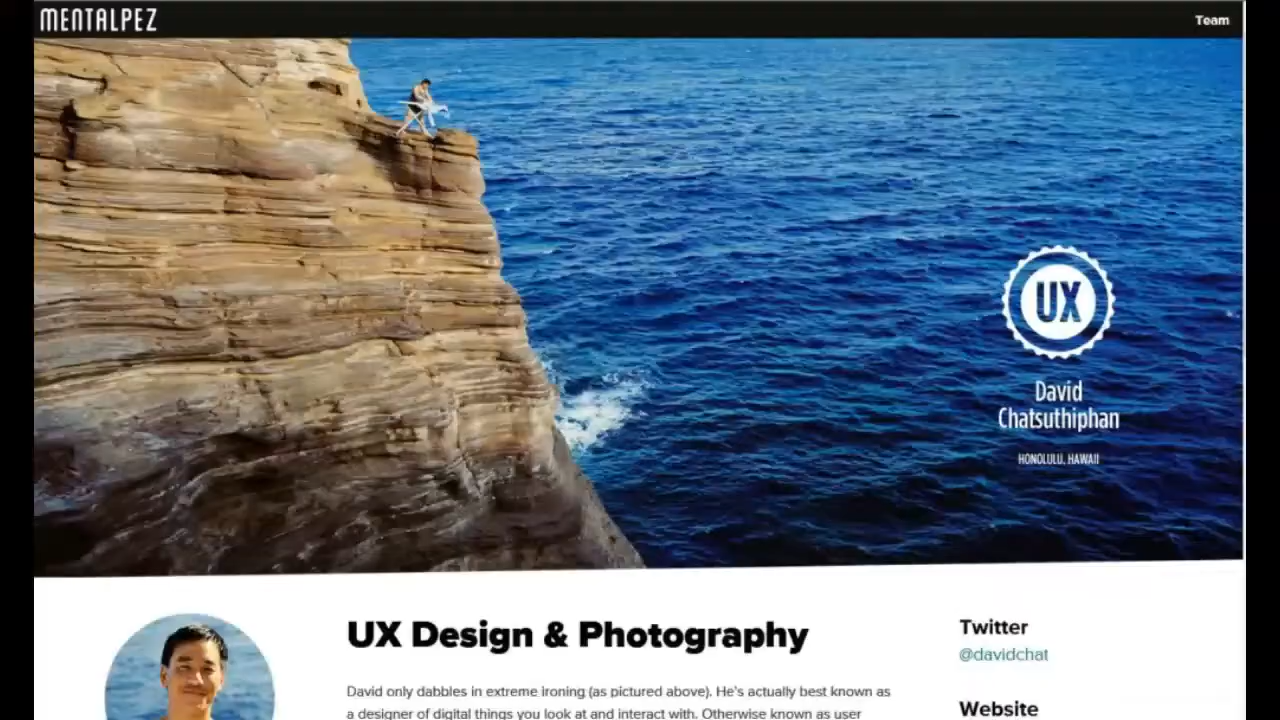 MENTALPEZ
Team
UX
David
Chatsuthiphan
HONOLULU, HAWAII
UX Design & Photography
David only dabbles in extreme ironing (as pictured above). He's actually best known as
a designer of digital things you look at and interact with. Otherwise known as user
Twitter
@davidchat
Website